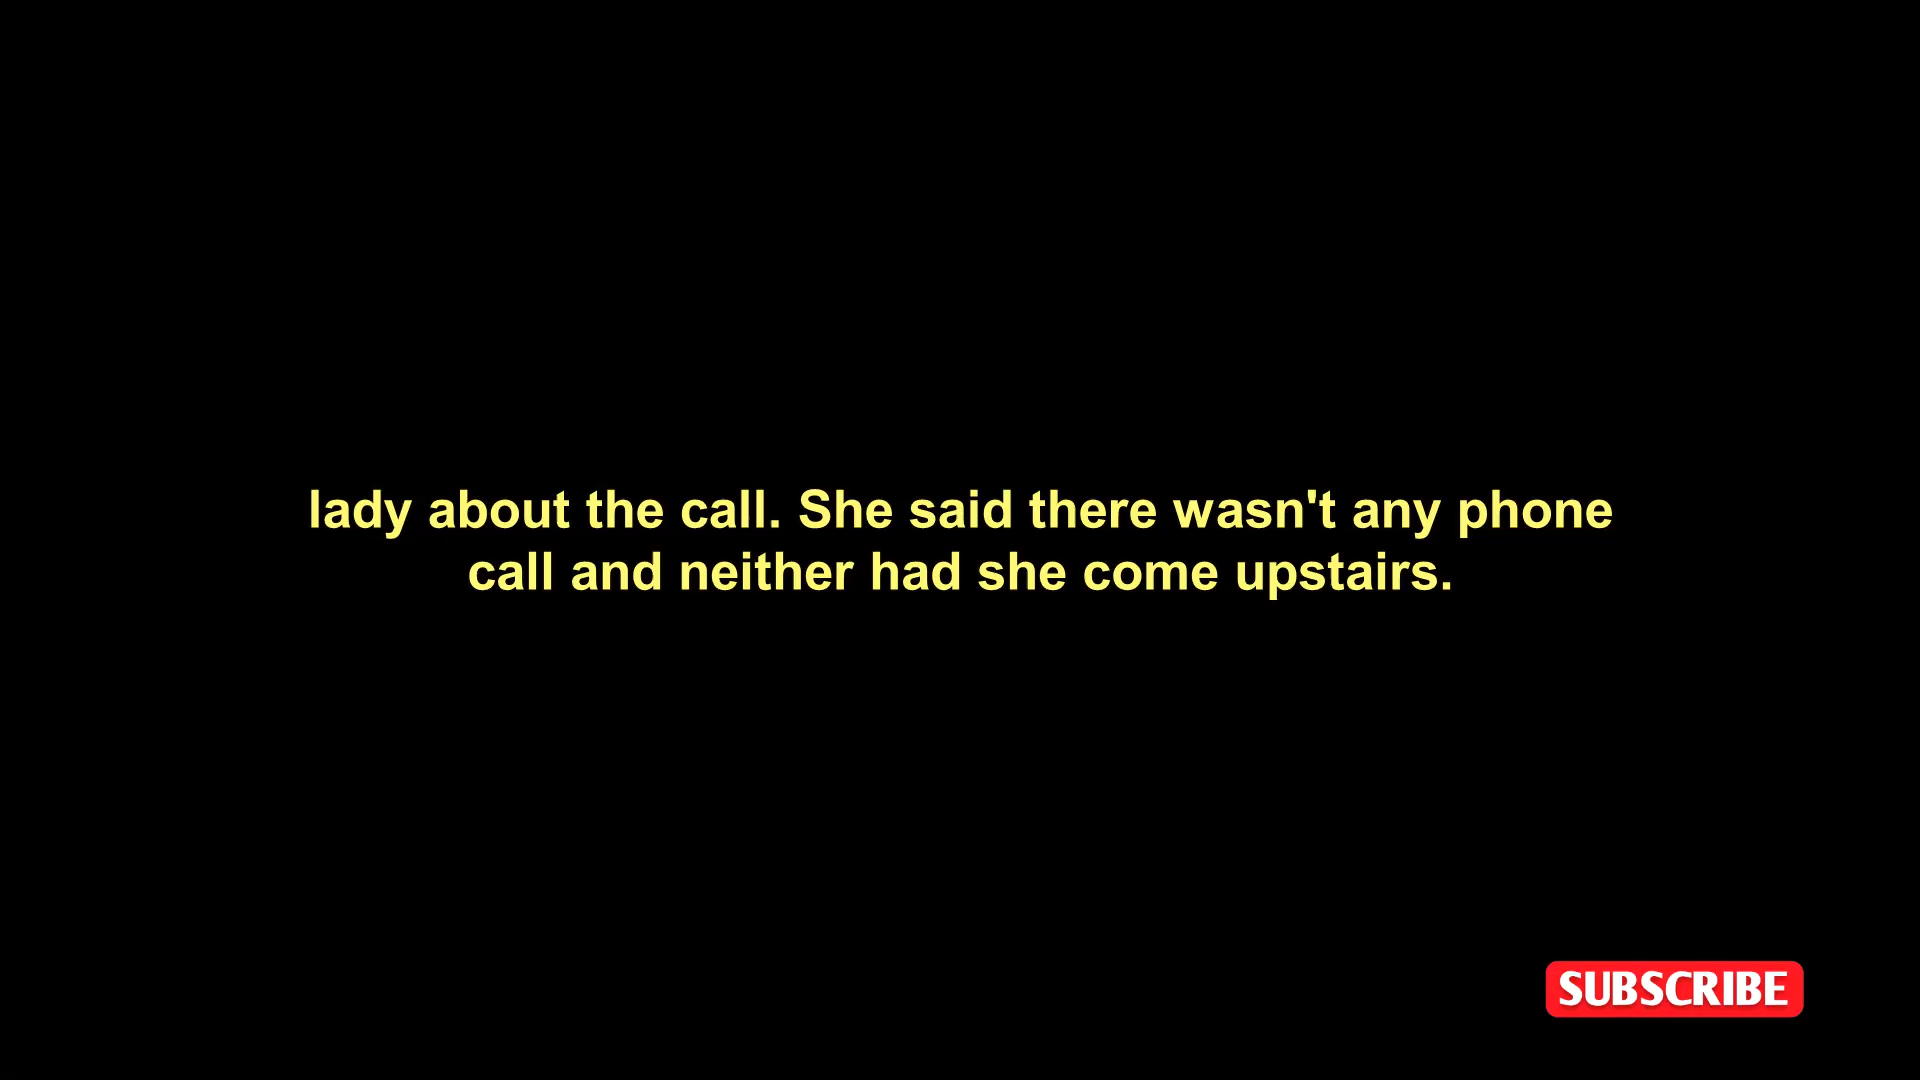 lady about the call. She said there wasn't any phone
call and neither had she come upstairs.
SUBSCRIBE